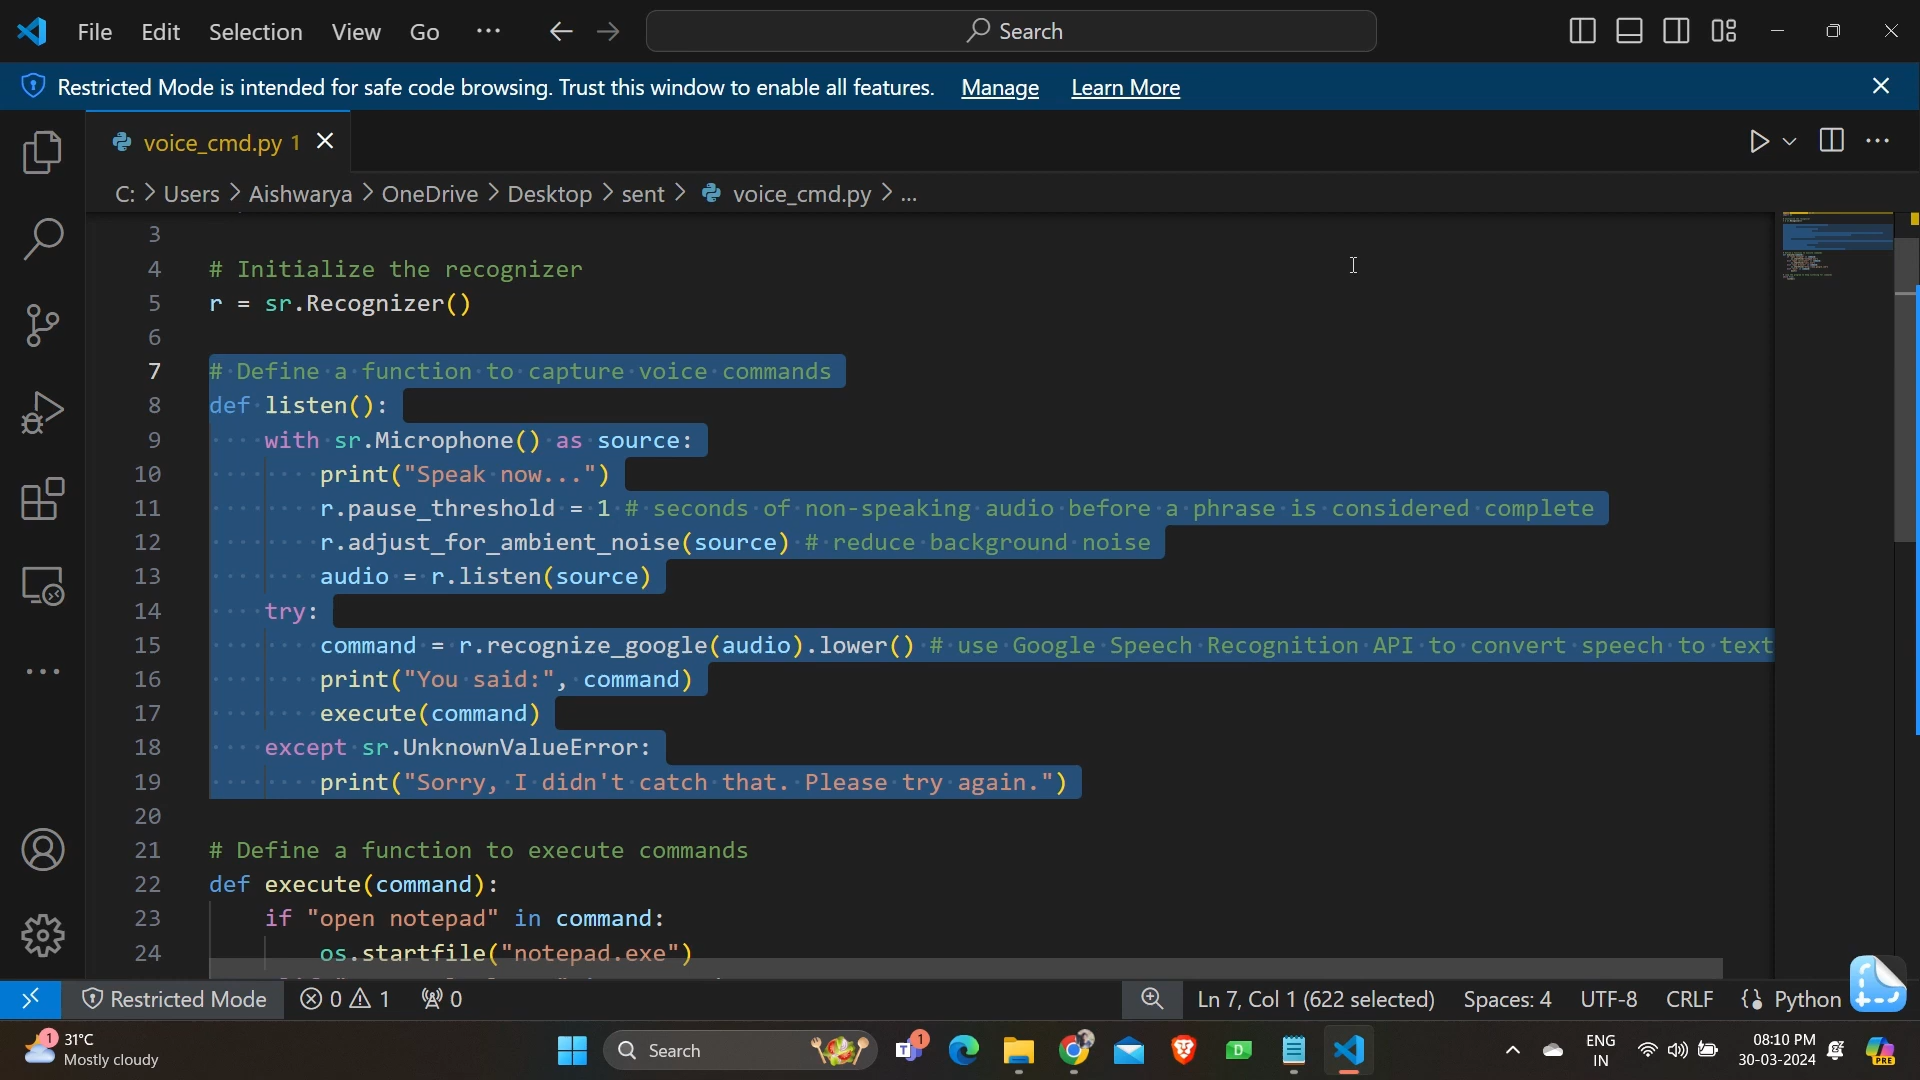 File Edit Selection View Go ··· Search
Restricted Mode is intended for safe code browsing. Trust this window to enable all features. Manage Learn More
voice_cmd.py 1
C: > Users > Aishwarya > OneDrive > Desktop > sent > voice_cmd.py > ...
3
4 # Initialize the recognizer
5 r = sr.Recognizer()
6
7 # Define a function to capture voice commands
8 def listen():
9 with sr.Microphone() as source:
10 print("Speak now...")
11 r.pause_threshold = 1 # seconds of non-speaking audio before a phrase is considered complete
12 r.adjust_for_ambient_noise(source) # reduce background noise
13 audio = r.listen(source)
14 try:
15 command = r.recognize_google(audio).lower() # use Google Speech Recognition API to convert speech to text
16 print("You said:", command)
17 execute(command)
18 except sr.UnknownValueError:
19 print("Sorry, I didn't catch that. Please try again.")
20
21 # Define a function to execute commands
22 def execute(command):
23 if "open notepad" in command:
24 os.startfile("notepad.exe")
Restricted Mode 0 1 0 Ln 7, Col 1 (622 selected) Spaces: 4 UTF-8 CRLF Python
1 31°C
Mostly cloudy
Search
1
D
ENG
IN
08:10 PM
30-03-2024
PRE